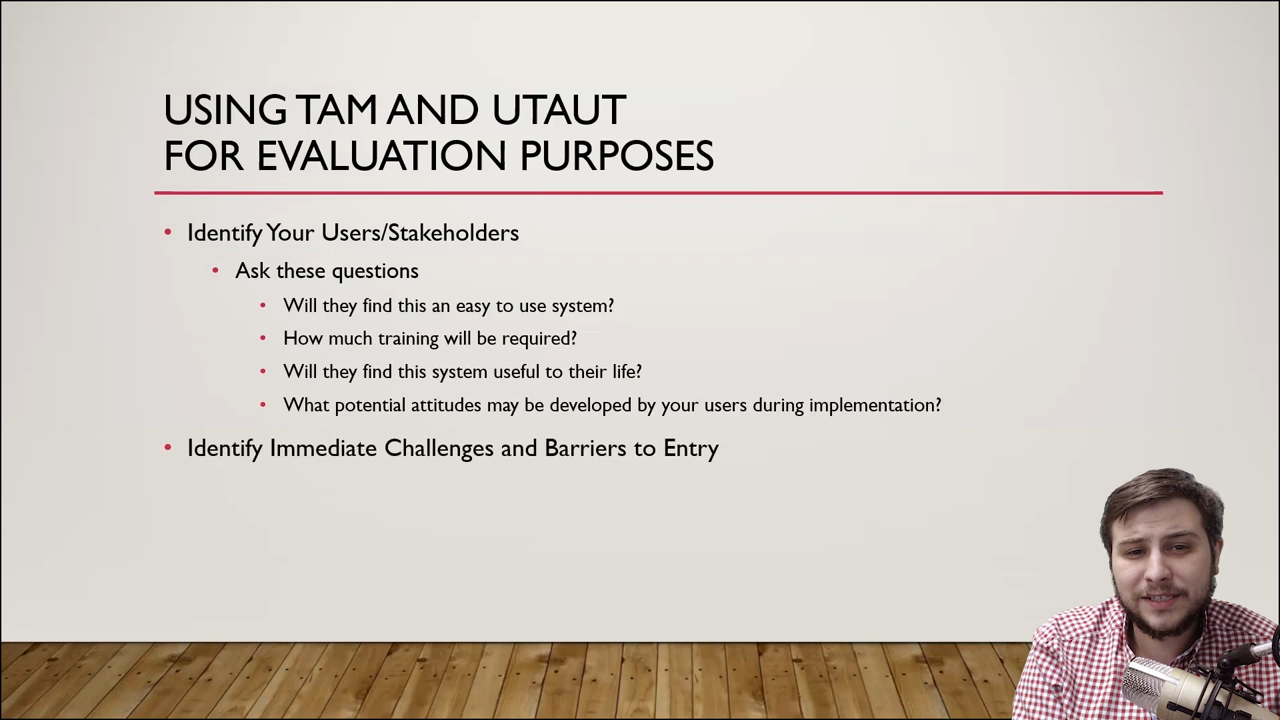 USING TAM AND UTAUT
FOR EVALUATION PURPOSES
• Identify Your Users/Stakeholders
• Ask these questions
• Will they find this an easy to use system?
• How much training will be required?
• Will they find this system useful to their life?
• What potential attitudes may be developed by your users during implementation?
• Identify Immediate Challenges and Barriers to Entry